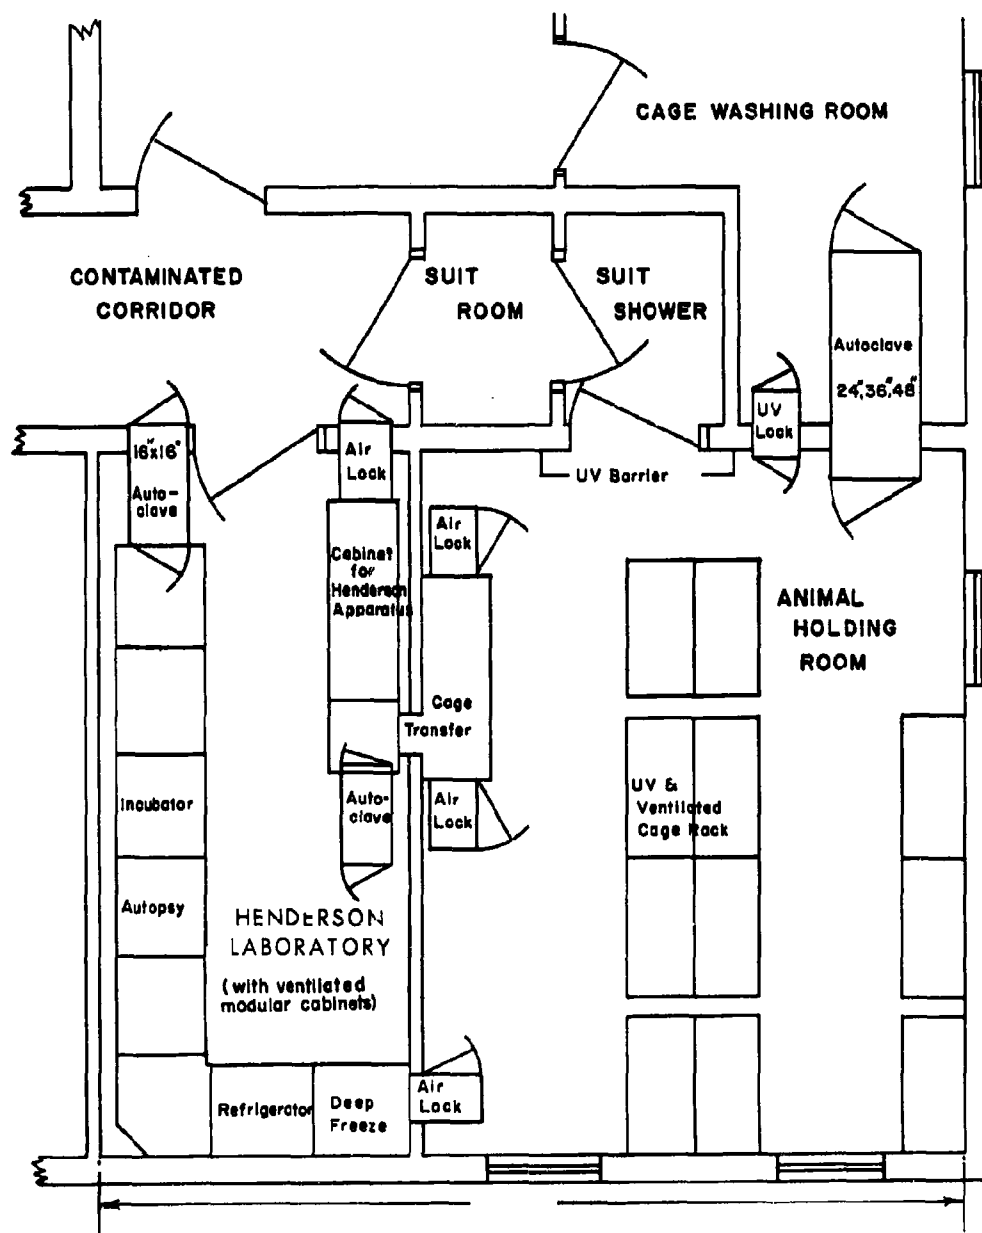 CAGE WASHING ROOM
CONTAMINATED
CORRIDOR
SUIT
ROOM
SUIT
SHOWER
Autoclave
24",36",48"
UV
Lock
16"x16"
Auto-
clave
Air
Lock
UV Barrier
Air
Lock
Cabinet
for
Henderson
Apparatus
ANIMAL
HOLDING
ROOM
Cage
Transfer
Incubator
Auto-
clave
Air
Lock
UV &
Ventilated
Cage Rack
Autopsy
HENDERSON
LABORATORY
(with ventilated
modular cabinets)
Refrigerator
Deep
Freeze
Air
Lock